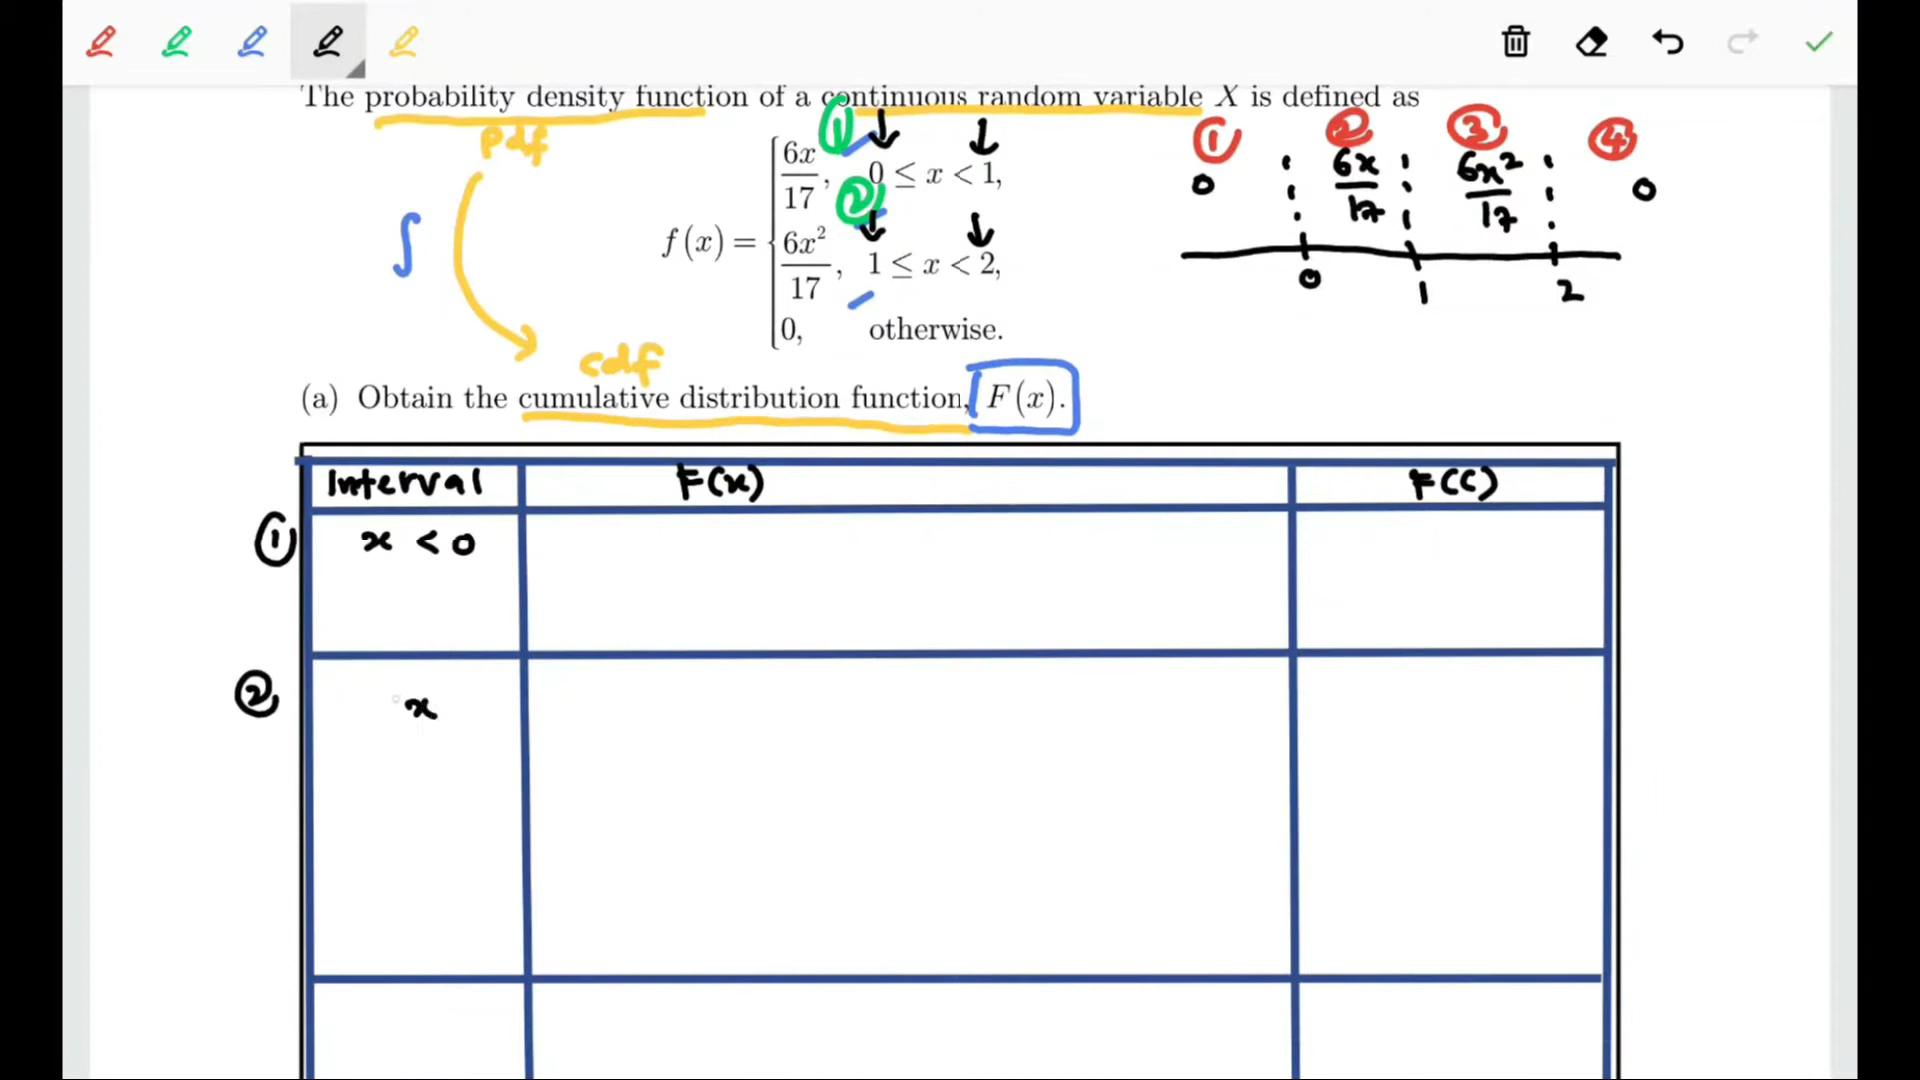 The probability density function of a continuous random variable X is defined as
pdf
∫
f(x) =
6x/17, 0 ≤ x < 1,
6x²/17, 1 ≤ x < 2,
0, otherwise.
① ②
① ② ③ ④
0 6x/17 6x²/17 0
0 1 2
cdf
(a) Obtain the cumulative distribution function, F(x).
Interval F(x) F(c)
① x < 0
② x